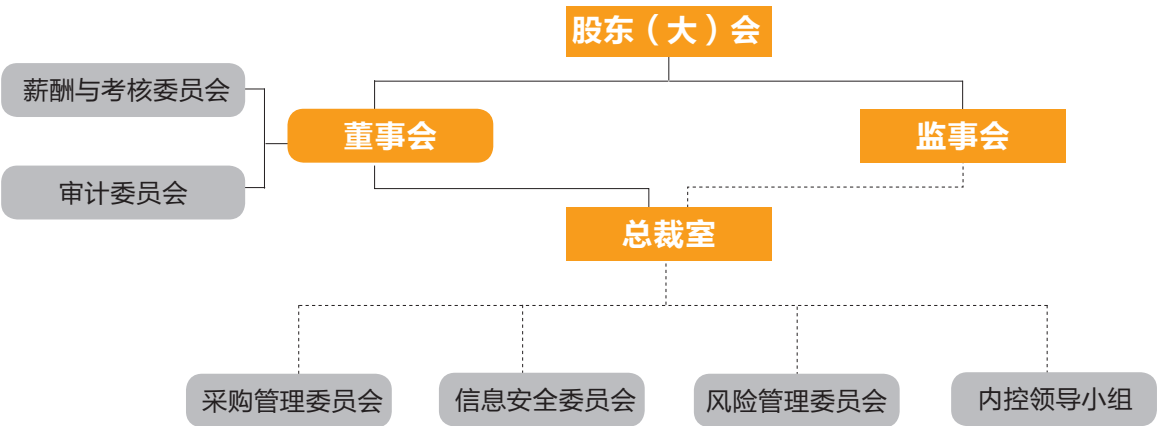 股东（大）会
薪酬与考核委员会
董事会
监事会
审计委员会
总裁室
采购管理委员会
信息安全委员会
风险管理委员会
内控领导小组